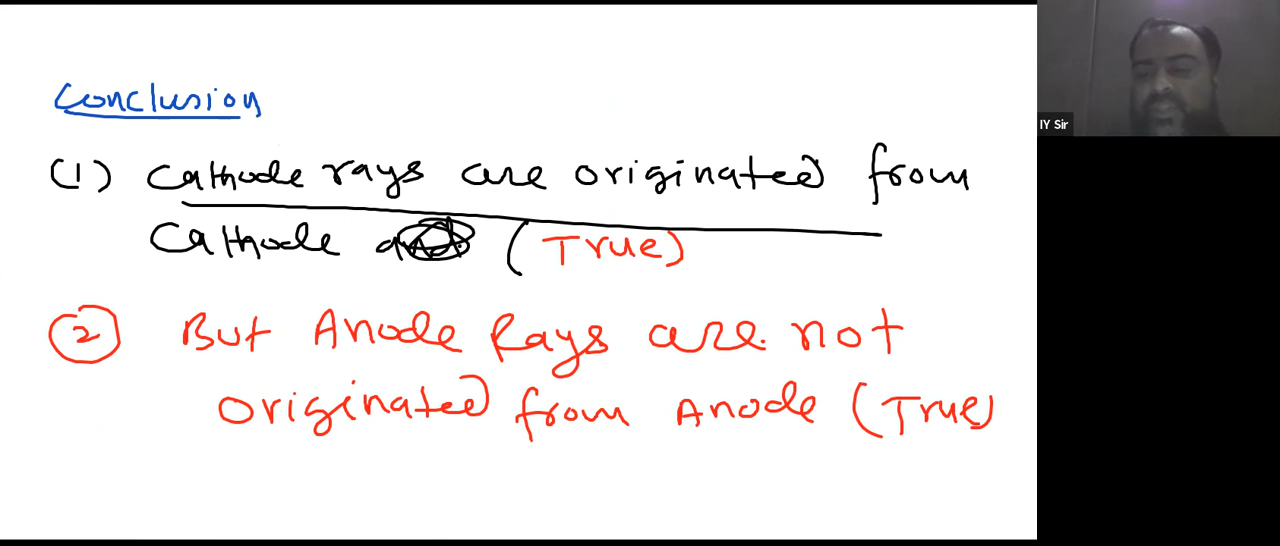 Conclusion
(1) Cathode rays are originated from
Cathode (True)
(2) But Anode Rays are not
originated from Anode (True)
IY Sir